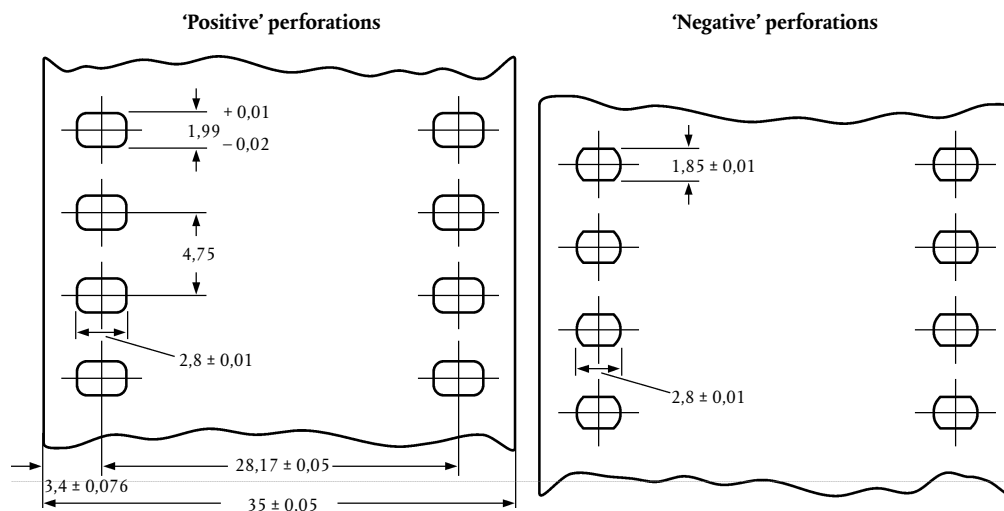 ‘Positive’ perforations
‘Negative’ perforations
+ 0,01
1,99
– 0,02
1,85 ± 0,01
4,75
2,8 ± 0,01
2,8 ± 0,01
28,17 ± 0,05
3,4 ± 0,076
35 ± 0,05